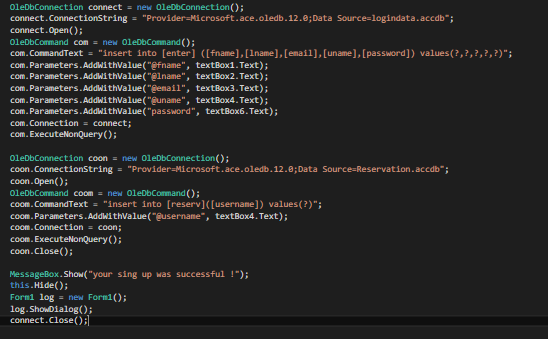 OleDbConnection connect = new OleDbConnection();
connect.ConnectionString = "Provider=Microsoft.ace.oledb.12.0;Data Source=logindata.accdb";
connect.Open();
OleDbCommand com = new OleDbCommand();
com.CommandText = "insert into [enter] ([fname],[lname],[email],[uname],[password]) values(?,?,?,?,?)";
com.Parameters.AddWithValue("@fname", textBox1.Text);
com.Parameters.AddWithValue("@lname", textBox2.Text);
com.Parameters.AddWithValue("@email", textBox3.Text);
com.Parameters.AddWithValue("@uname", textBox4.Text);
com.Parameters.AddWithValue("password", textBox6.Text);
com.Connection = connect;
com.ExecuteNonQuery();
OleDbConnection coon = new OleDbConnection();
coon.ConnectionString = "Provider=Microsoft.ace.oledb.12.0;Data Source=Reservation.accdb";
coon.Open();
OleDbCommand coom = new OleDbCommand();
coom.CommandText = "insert into [reserv]([username]) values(?)";
coom.Parameters.AddWithValue("@username", textBox4.Text);
coom.Connection = coon;
coom.ExecuteNonQuery();
coon.Close();
MessageBox.Show("your sing up was successful !");
this.Hide();
Form1 log = new Form1();
log.ShowDialog();
connect.Close();